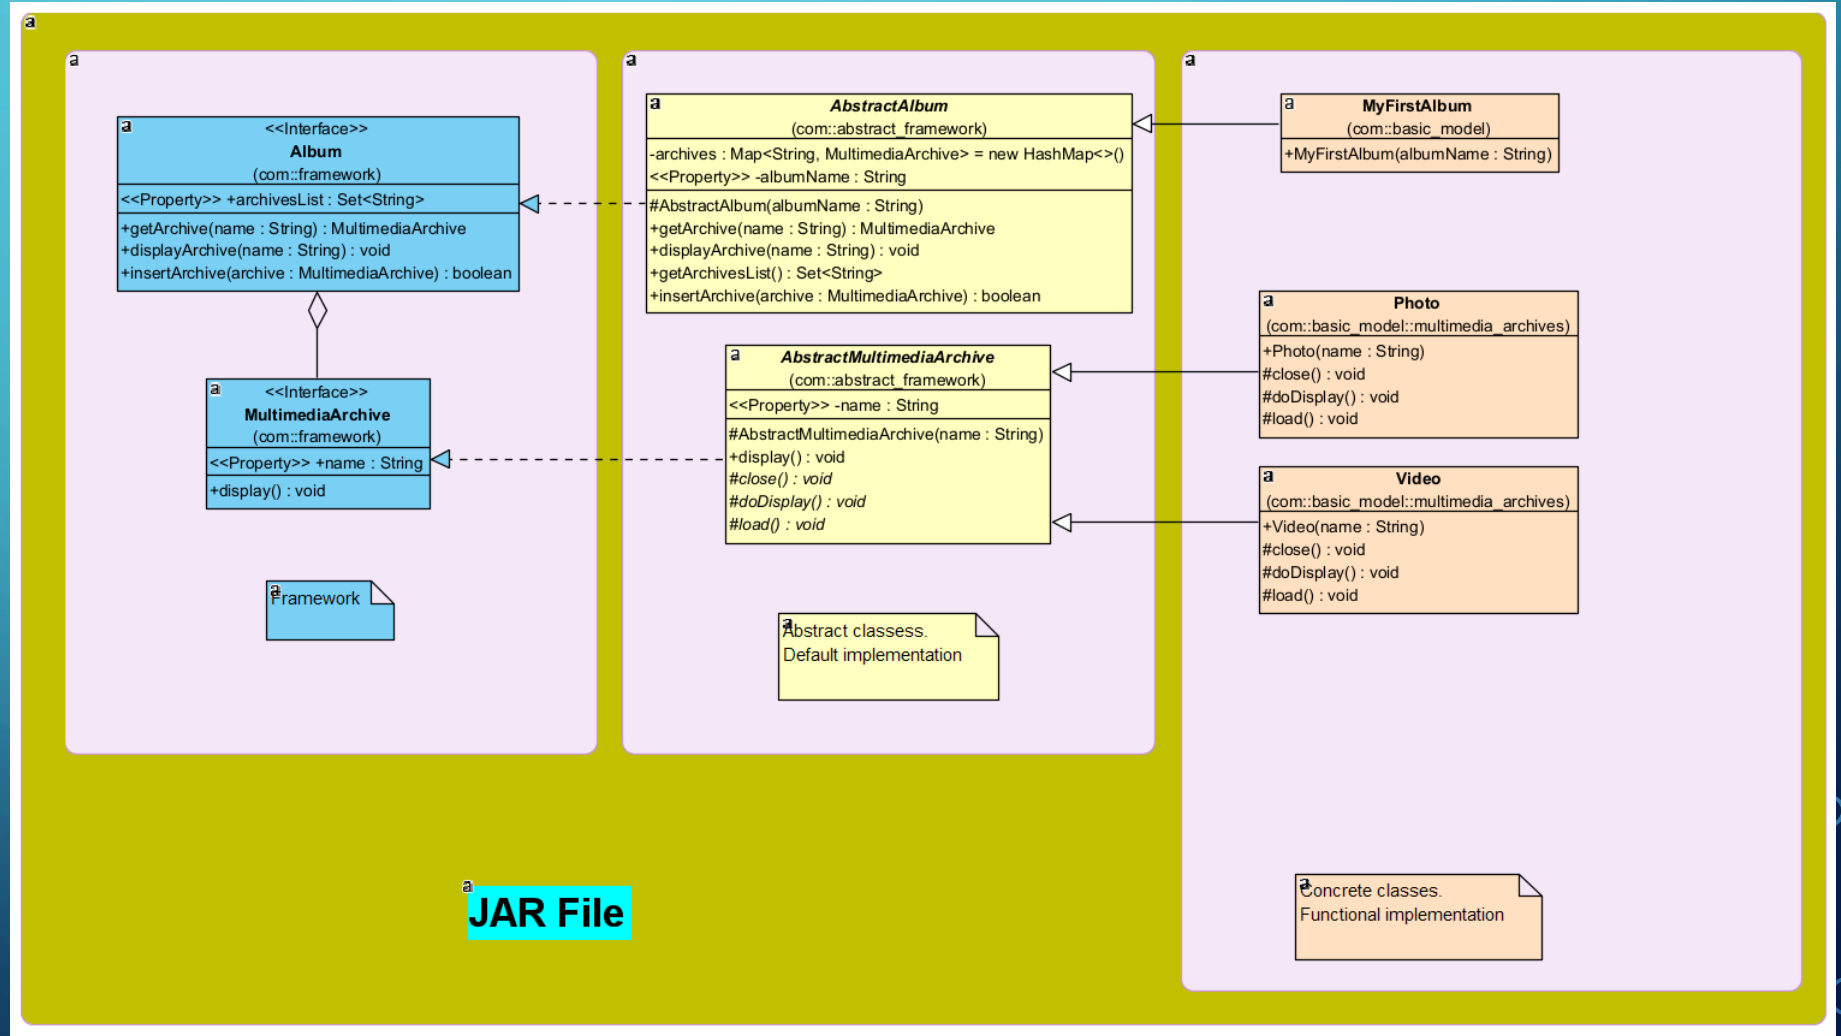 a
a
a
<<Interface>>
Album
(com::framework)
<<Property>> +archivesList : Set<String>
+getArchive(name : String) : MultimediaArchive
+displayArchive(name : String) : void
+insertArchive(archive : MultimediaArchive) : boolean
a
<<Interface>>
MultimediaArchive
(com::framework)
<<Property>> +name : String
+display() : void
a
Framework
a
a
AbstractAlbum
(com::abstract_framework)
-archives : Map<String, MultimediaArchive> = new HashMap<>()
<<Property>> -albumName : String
#AbstractAlbum(albumName : String)
+getArchive(name : String) : MultimediaArchive
+displayArchive(name : String) : void
+getArchivesList() : Set<String>
+insertArchive(archive : MultimediaArchive) : boolean
a
AbstractMultimediaArchive
(com::abstract_framework)
<<Property>> -name : String
#AbstractMultimediaArchive(name : String)
+display() : void
#close() : void
#doDisplay() : void
#load() : void
a
Abstract classess.
Default implementation
a
a
MyFirstAlbum
(com::basic_model)
+MyFirstAlbum(albumName : String)
a
Photo
(com::basic_model::multimedia_archives)
+Photo(name : String)
#close() : void
#doDisplay() : void
#load() : void
a
Video
(com::basic_model::multimedia_archives)
+Video(name : String)
#close() : void
#doDisplay() : void
#load() : void
a
Concrete classes.
Functional implementation
a
JAR File